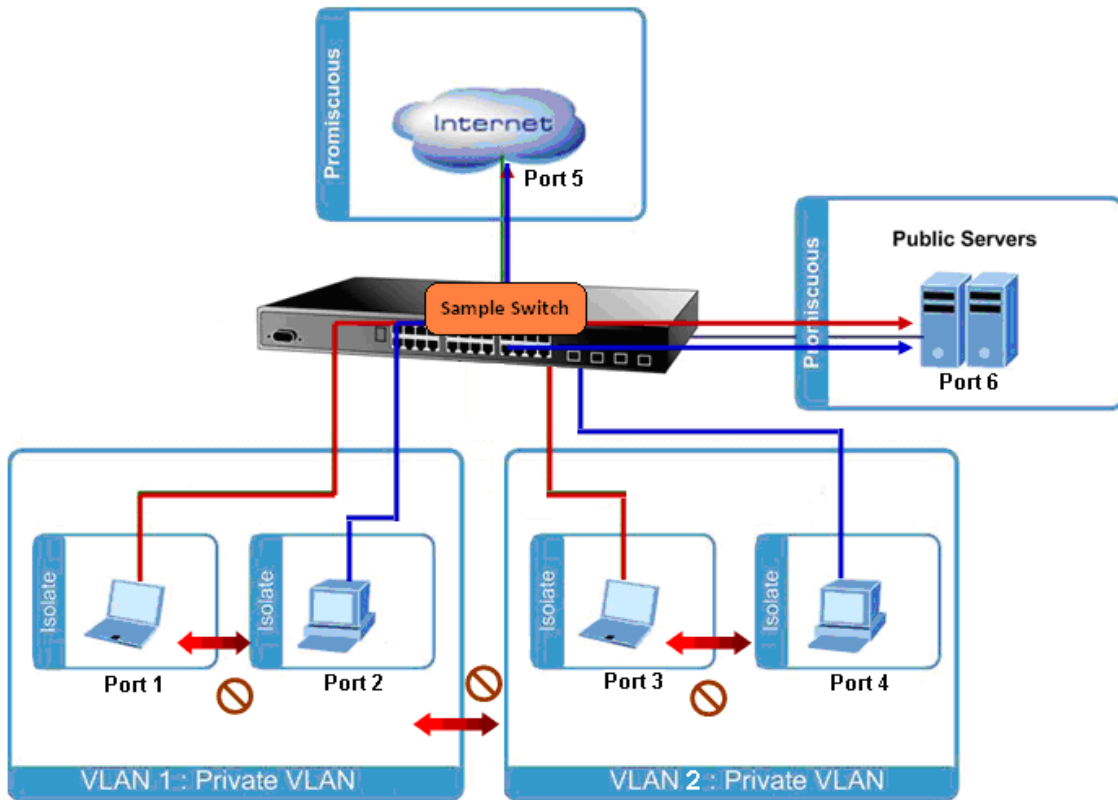 Promiscuous
Internet
Port 5
Promiscuous
Public Servers
Port 6
Sample Switch
Isolate
Port 1
Isolate
Port 2
Isolate
Port 3
Isolate
Port 4
VLAN 1 : Private VLAN
VLAN 2 : Private VLAN